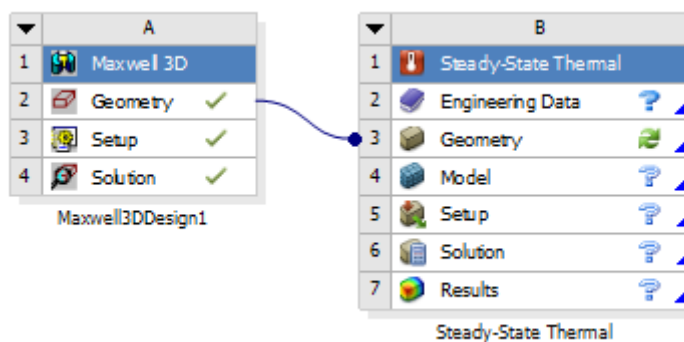 A
1 Maxwell 3D
2 Geometry
3 Setup
4 Solution
Maxwell3DDesign1
B
1 Steady-State Thermal
2 Engineering Data
3 Geometry
4 Model
5 Setup
6 Solution
7 Results
Steady-State Thermal